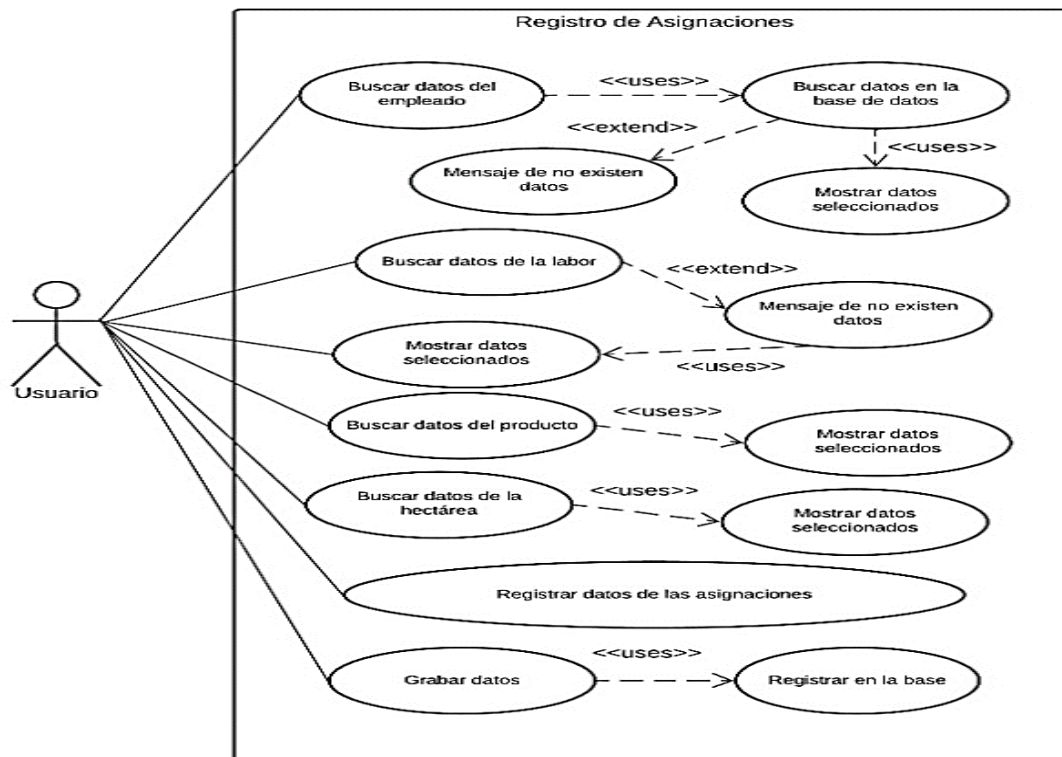 Registro de Asignaciones
Buscar datos del
empleado
<<uses>>
Buscar datos en la
base de datos
<<extend>>
<<uses>>
Mensaje de no existen
datos
Mostrar datos
seleccionados
Buscar datos de la labor
<<extend>>
Mensaje de no existen
datos
Mostrar datos
seleccionados
<<uses>>
Usuario
Buscar datos del producto
<<uses>>
Mostrar datos
seleccionados
Buscar datos de la
hectárea
<<uses>>
Mostrar datos
seleccionados
Registrar datos de las asignaciones
Grabar datos
<<uses>>
Registrar en la base